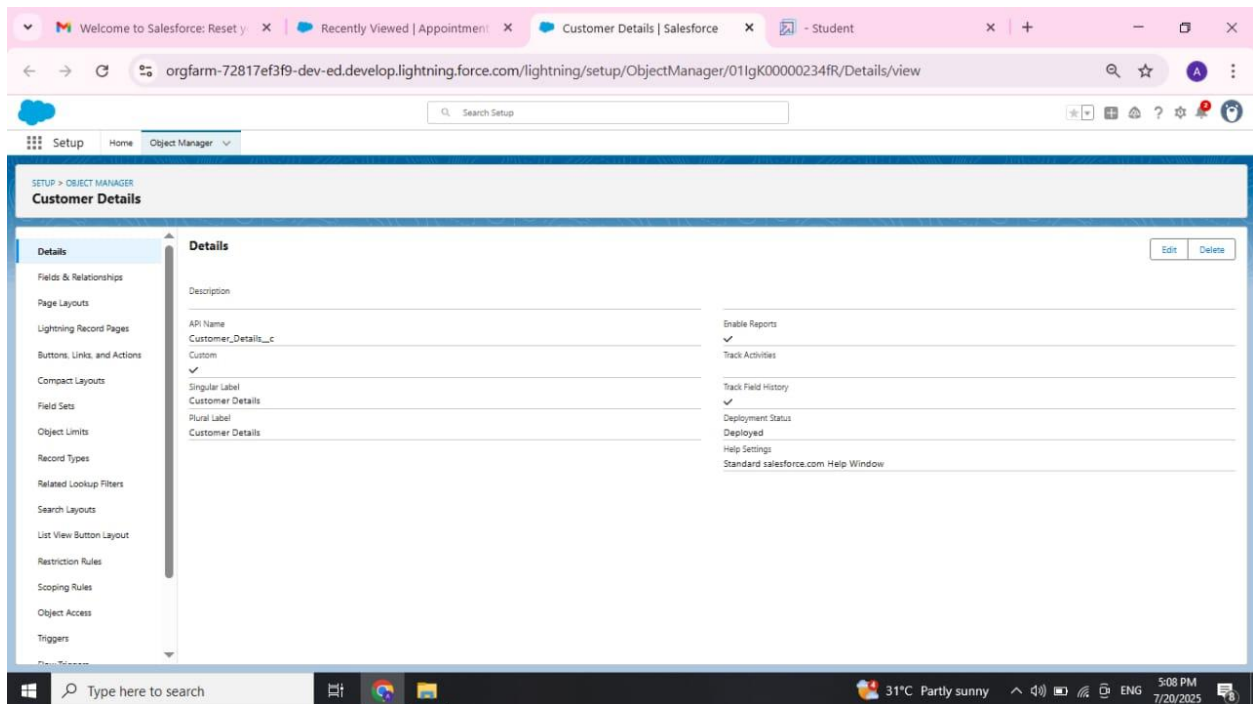 Welcome to Salesforce: Reset y
Recently Viewed | Appointment
Customer Details | Salesforce
- Student
orgfarm-72817ef3f9-dev-ed.develop.lightning.force.com/lightning/setup/ObjectManager/01IgK00000234fR/Details/view
A
Search Setup
2
Setup
Home
Object Manager
SETUP > OBJECT MANAGER
Customer Details
Details
Fields & Relationships
Page Layouts
Lightning Record Pages
Buttons, Links, and Actions
Compact Layouts
Field Sets
Object Limits
Record Types
Related Lookup Filters
Search Layouts
List View Button Layout
Restriction Rules
Scoping Rules
Object Access
Triggers
Details
Edit
Delete
Description
API Name
Customer_Details__c
Custom
Singular Label
Customer Details
Plural Label
Customer Details
Enable Reports
Track Activities
Track Field History
Deployment Status
Deployed
Help Settings
Standard salesforce.com Help Window
Type here to search
31°C Partly sunny
ENG
5:08 PM
7/20/2025
8